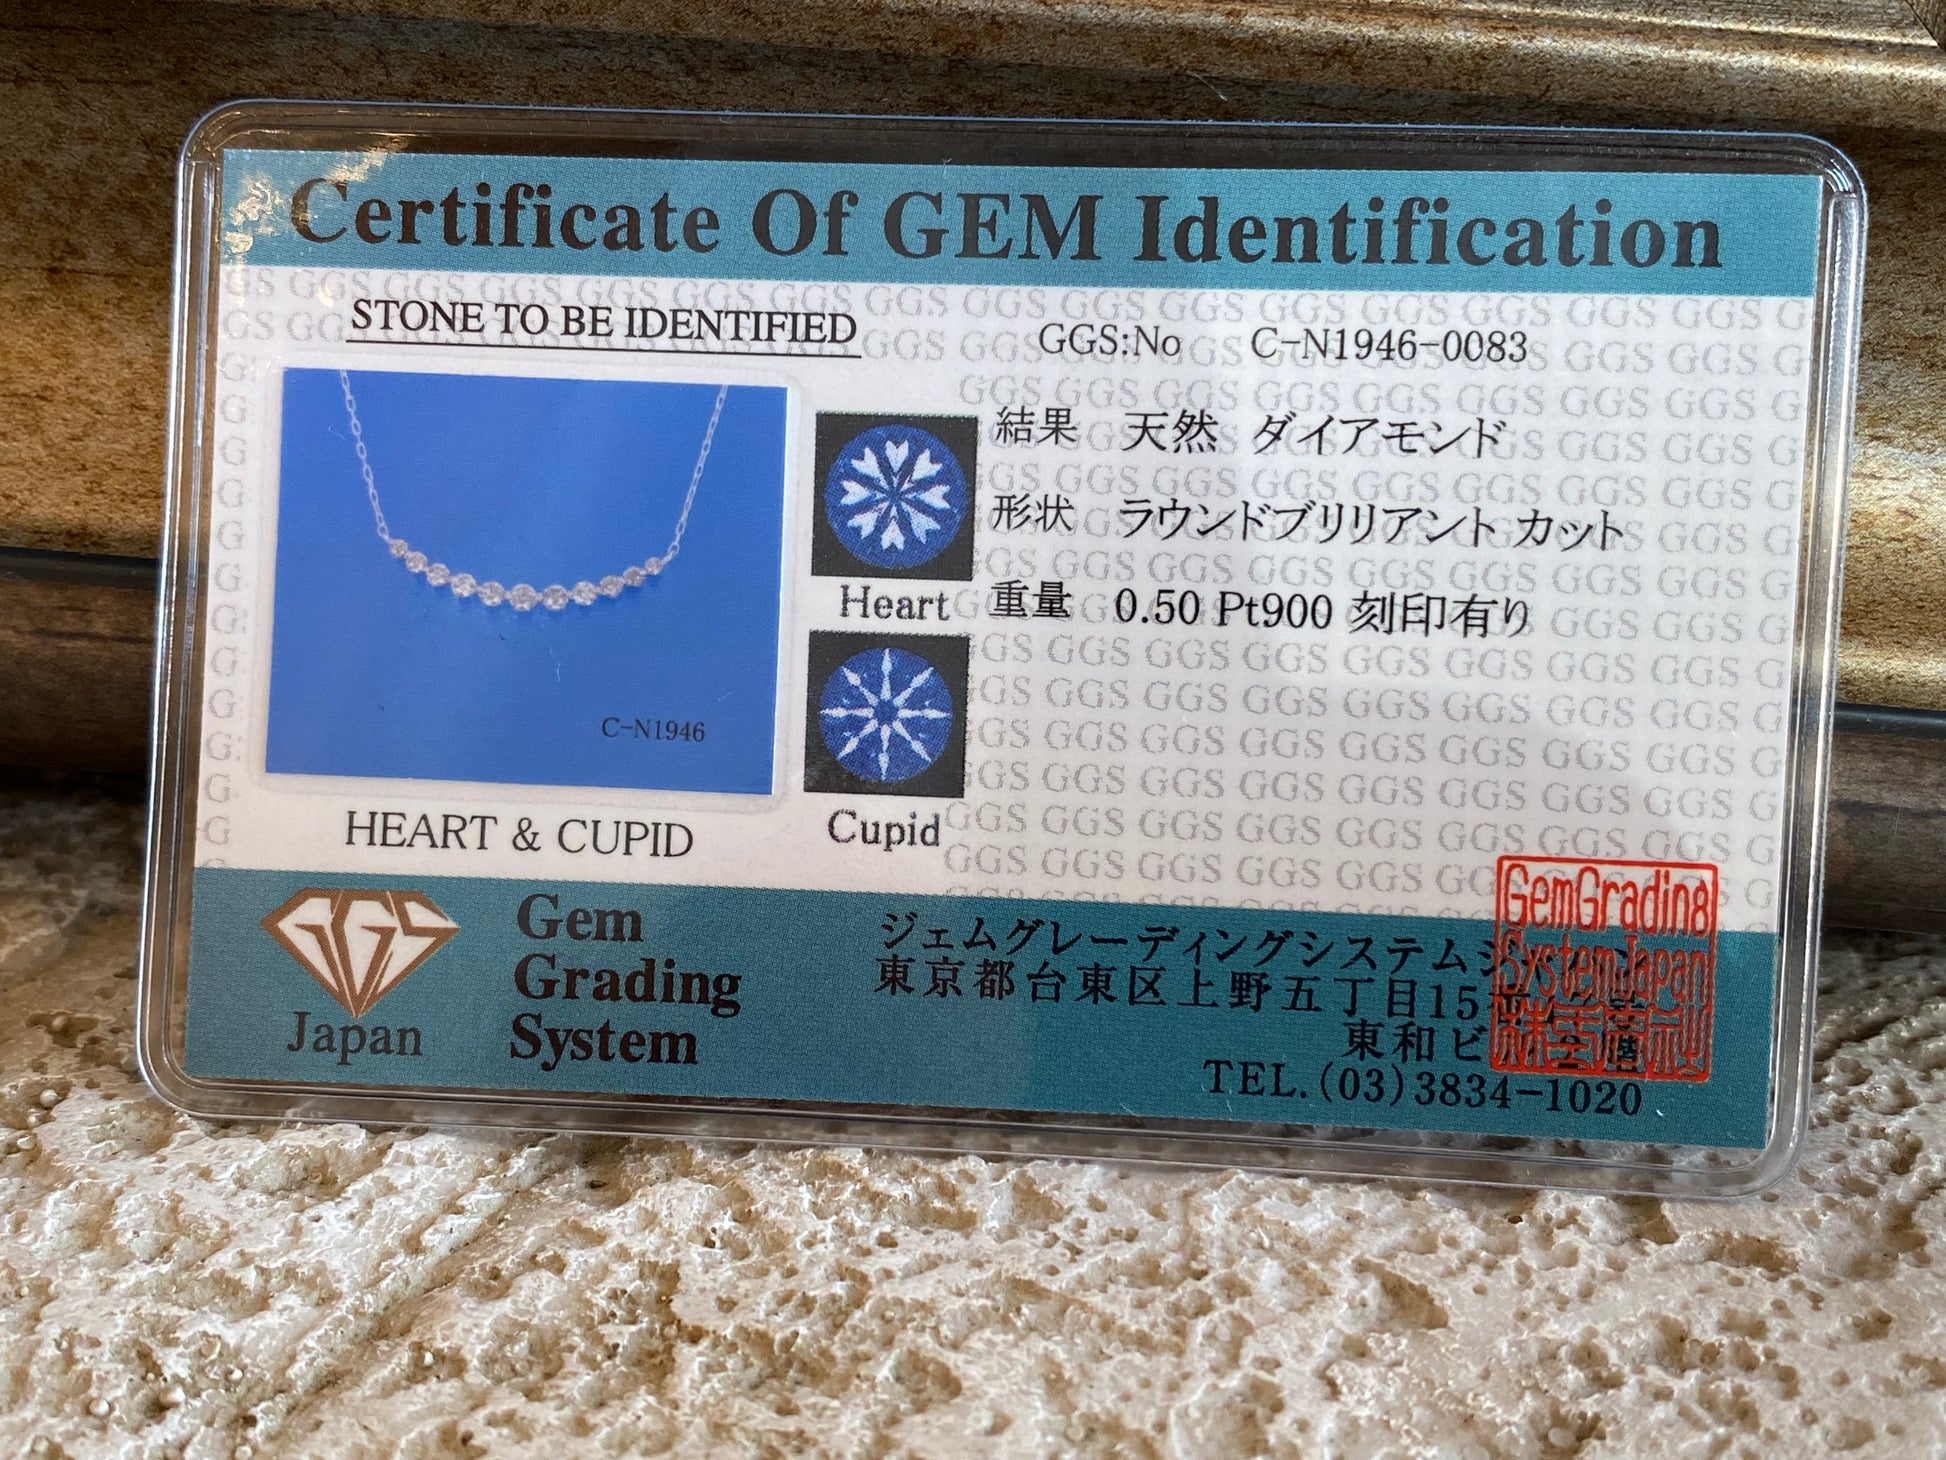 Certificate Of GEM Identification
STONE TO BE IDENTIFIED
GGS:No C-N1946-0083
C-N1946
HEART & CUPID
Heart
Cupid
結果 天然 ダイアモンド
形状 ラウンドブリリアント カット
重量 0.50 Pt900 刻印有り
GGS
Japan
Gem
Grading
System
ジェムグレーディングシステム
東京都台東区上野五丁目15
東和ビ
TEL.(03)3834-1020
GemGrading
SystemJapan